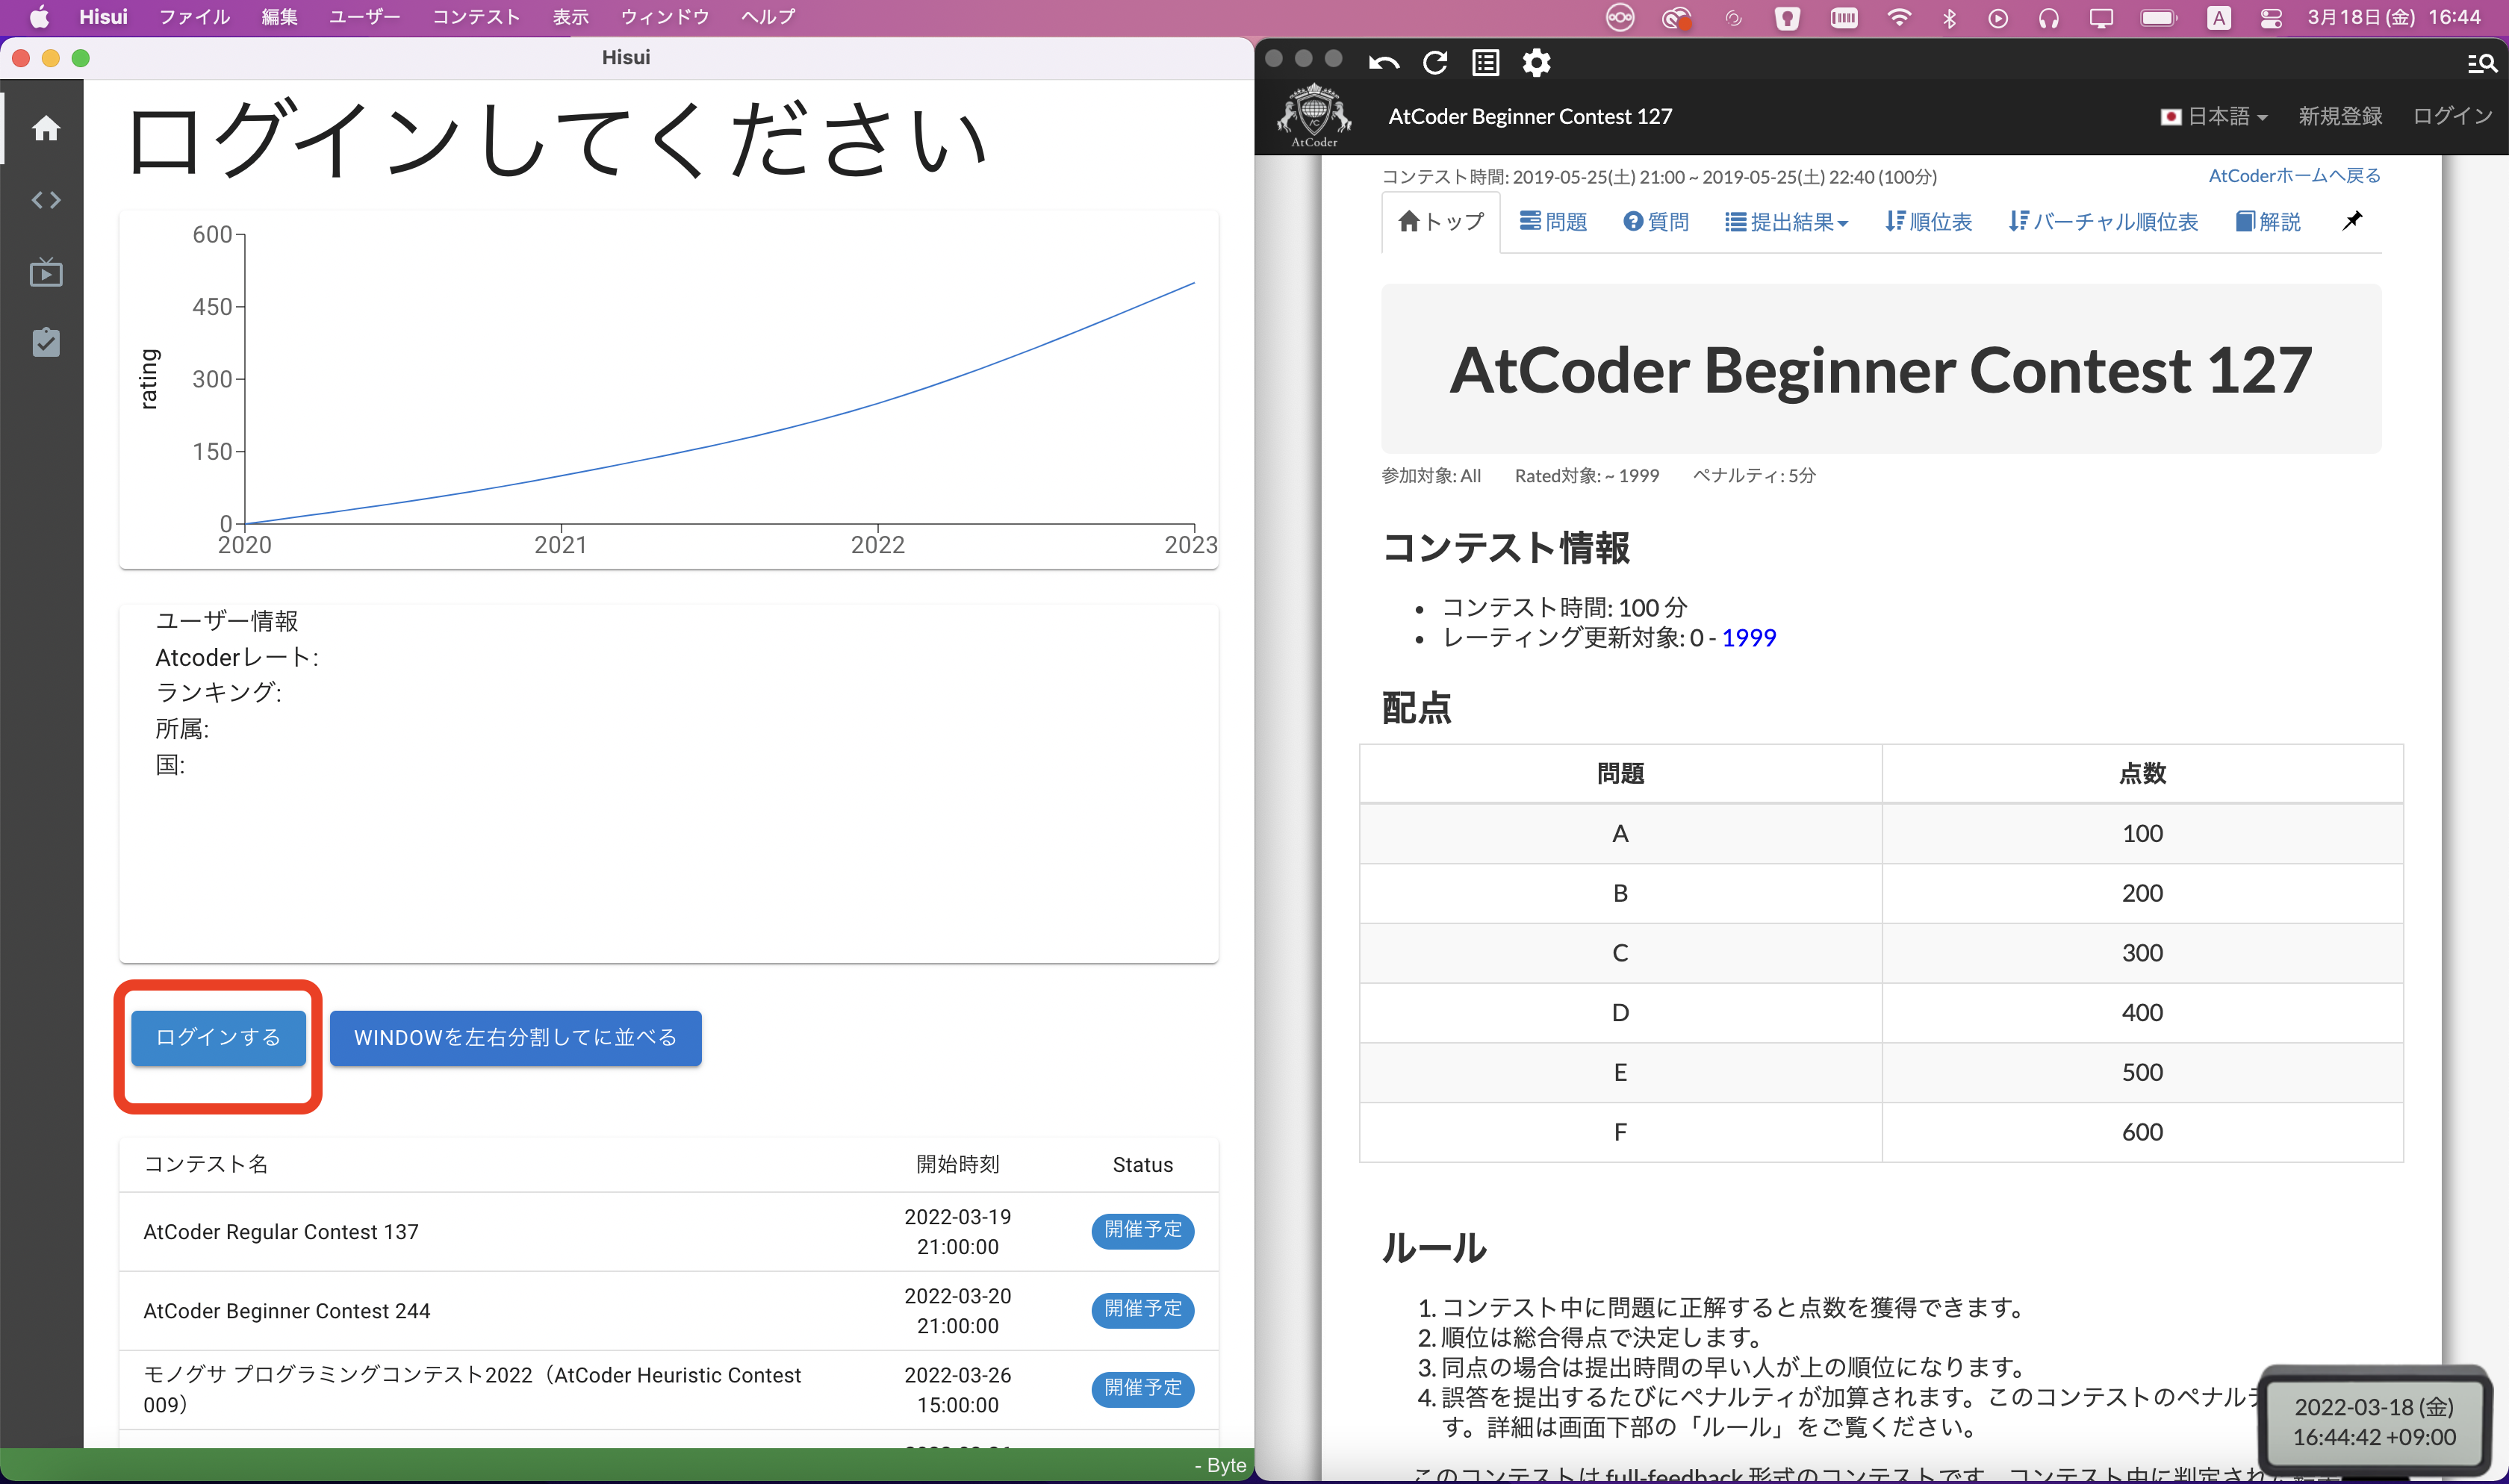 Hisui ファイル 編集 ユーザー コンテスト 表示 ウィンドウ ヘルプ A 3月18日(金) 16:44
Hisui
ログインしてください
600
450
300
150
0
rating
2020 2021 2022 2023
ユーザー情報
Atcoderレート:
ランキング:
所属:
国:
ログインする WINDOWを左右分割してに並べる
コンテスト名 開始時刻 Status
AtCoder Regular Contest 137 2022-03-19 21:00:00 開催予定
AtCoder Beginner Contest 244 2022-03-20 21:00:00 開催予定
モノグサ プログラミングコンテスト2022（AtCoder Heuristic Contest 009） 2022-03-26 15:00:00 開催予定
- Byte
AtCoder
AtCoder Beginner Contest 127 日本語 新規登録 ログイン
コンテスト時間: 2019-05-25(土) 21:00 ~ 2019-05-25(土) 22:40 (100分) AtCoderホームへ戻る
トップ 問題 質問 提出結果 順位表 バーチャル順位表 解説
AtCoder Beginner Contest 127
参加対象: All Rated対象: ~ 1999 ペナルティ: 5分
コンテスト情報
コンテスト時間: 100 分
レーティング更新対象: 0 - 1999
配点
問題 点数
A 100
B 200
C 300
D 400
E 500
F 600
ルール
1. コンテスト中に問題に正解すると点数を獲得できます。
2. 順位は総合得点で決定します。
3. 同点の場合は提出時間の早い人が上の順位になります。
4. 誤答を提出するたびにペナルティが加算されます。このコンテストのペナルテ
す。詳細は画面下部の「ルール」をご覧ください。
このコンテストは full-feedback 形式のコンテストです。コンテスト中に判定され
2022-03-18 (金)
16:44:42 +09:00